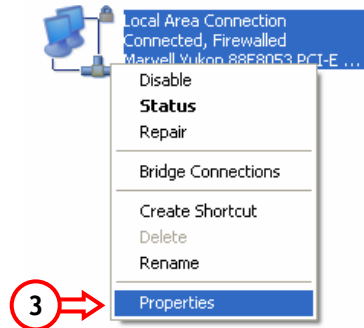 Local Area Connection
Connected, Firewalled
Marvell Yukon 88E8053 PCI-E ...
Disable
Status
Repair
Bridge Connections
Create Shortcut
Delete
Rename
3
Properties